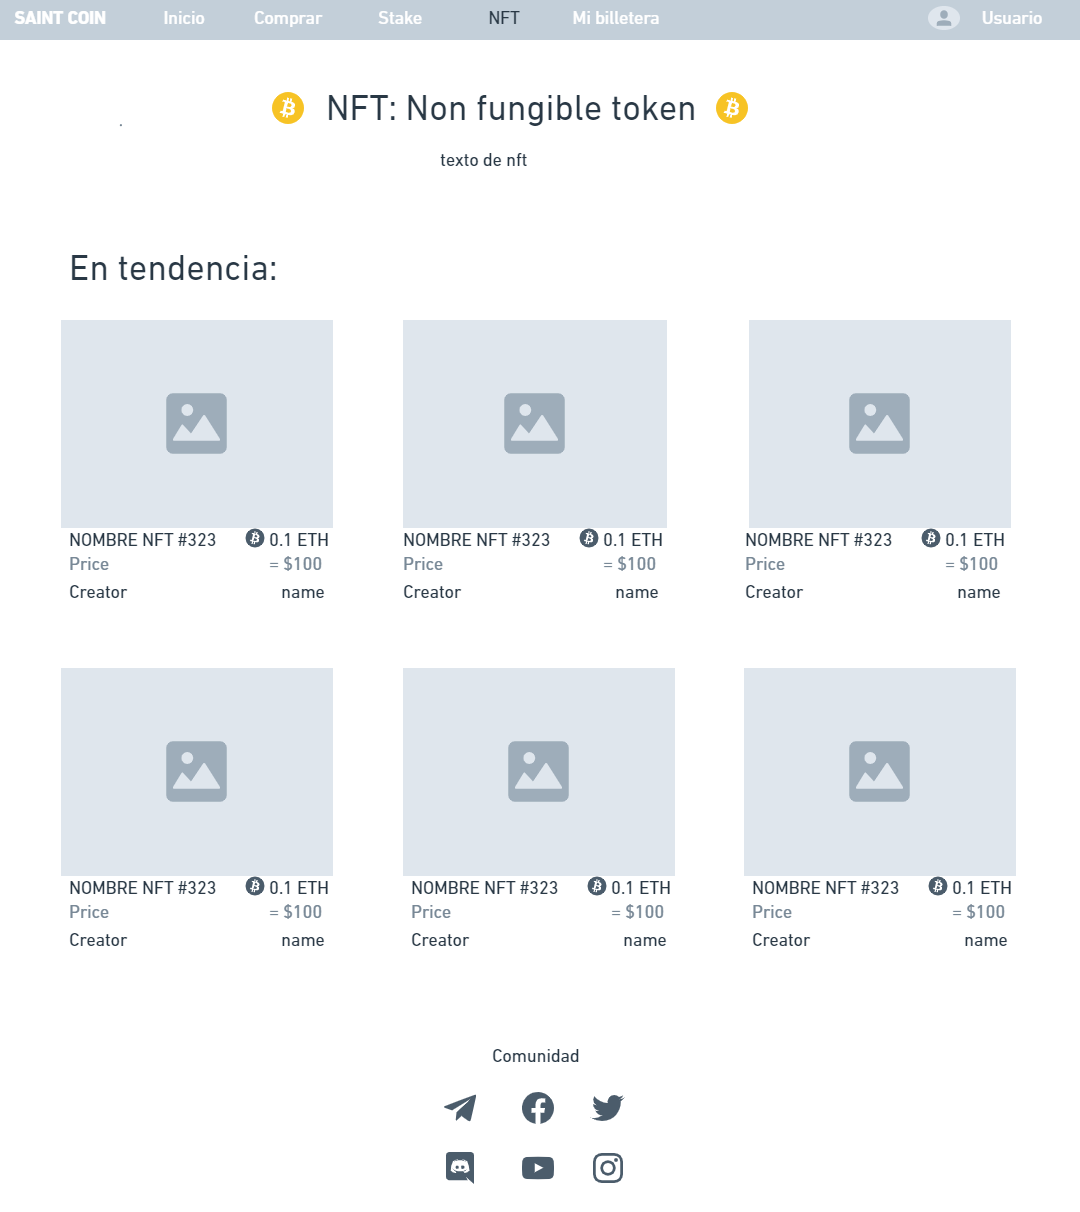 SAINT COIN Inicio Comprar Stake NFT Mi billetera Usuario
NFT: Non fungible token
texto de nft
En tendencia:
NOMBRE NFT #323 0.1 ETH
Price = $100
Creator name
NOMBRE NFT #323 0.1 ETH
Price = $100
Creator name
NOMBRE NFT #323 0.1 ETH
Price = $100
Creator name
NOMBRE NFT #323 0.1 ETH
Price = $100
Creator name
NOMBRE NFT #323 0.1 ETH
Price = $100
Creator name
NOMBRE NFT #323 0.1 ETH
Price = $100
Creator name
Comunidad